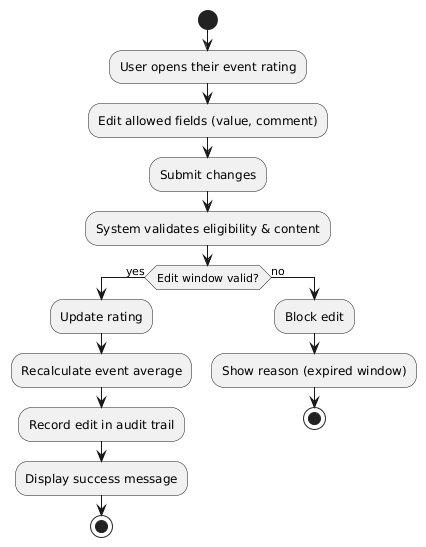 User opens their event rating
Edit allowed fields (value, comment)
Submit changes
System validates eligibility & content
Edit window valid?
yes
no
Update rating
Recalculate event average
Record edit in audit trail
Display success message
Block edit
Show reason (expired window)